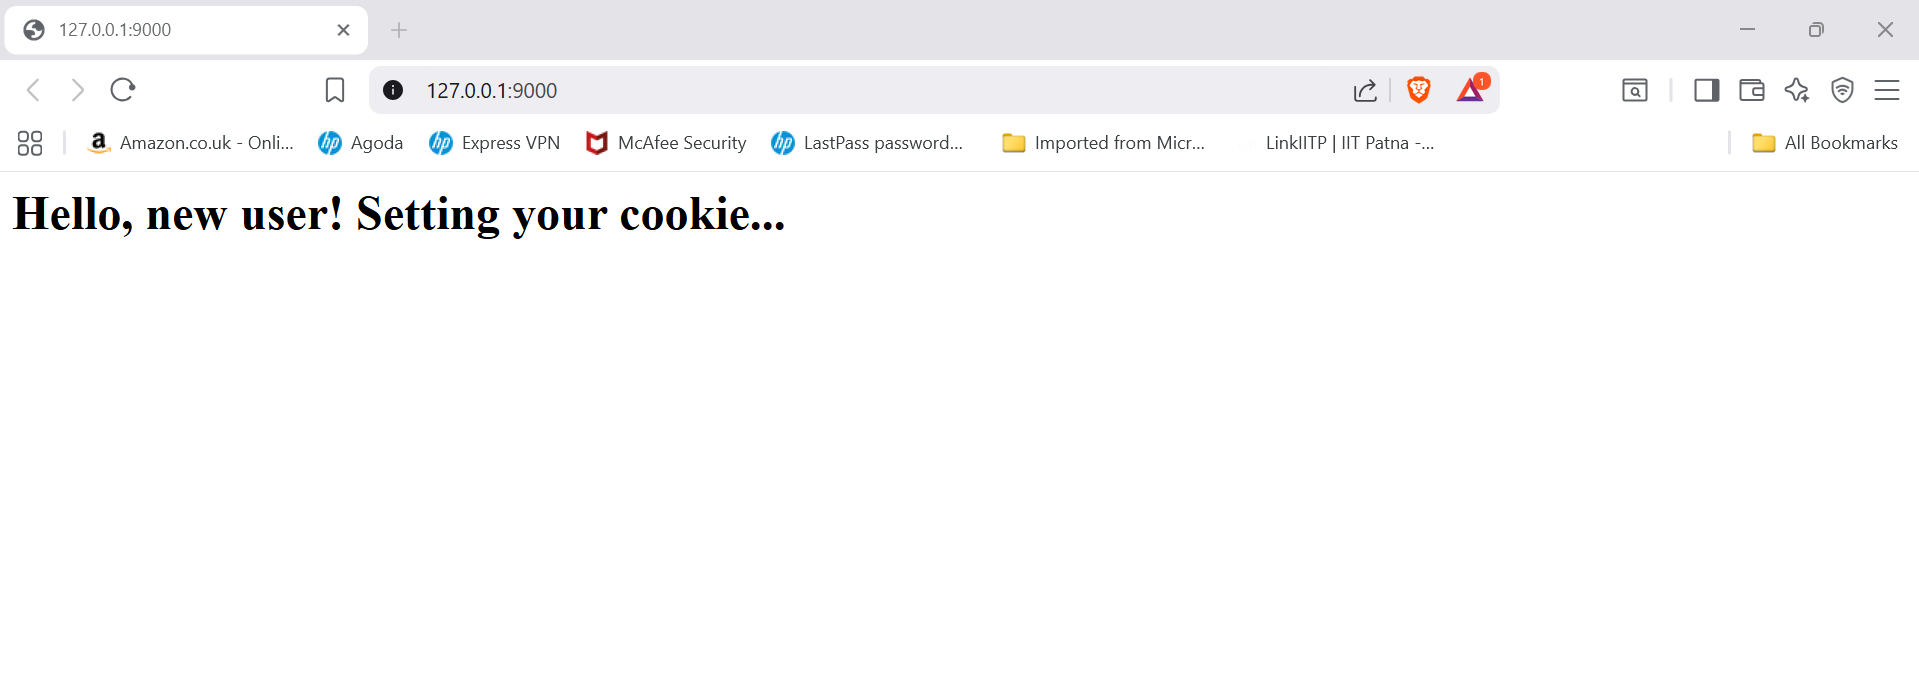 127.0.0.1:9000
127.0.0.1:9000
1
Amazon.co.uk - Onli...
Agoda
Express VPN
McAfee Security
LastPass password...
Imported from Micr...
LinkIITP | IIT Patna -...
All Bookmarks
Hello, new user! Setting your cookie...